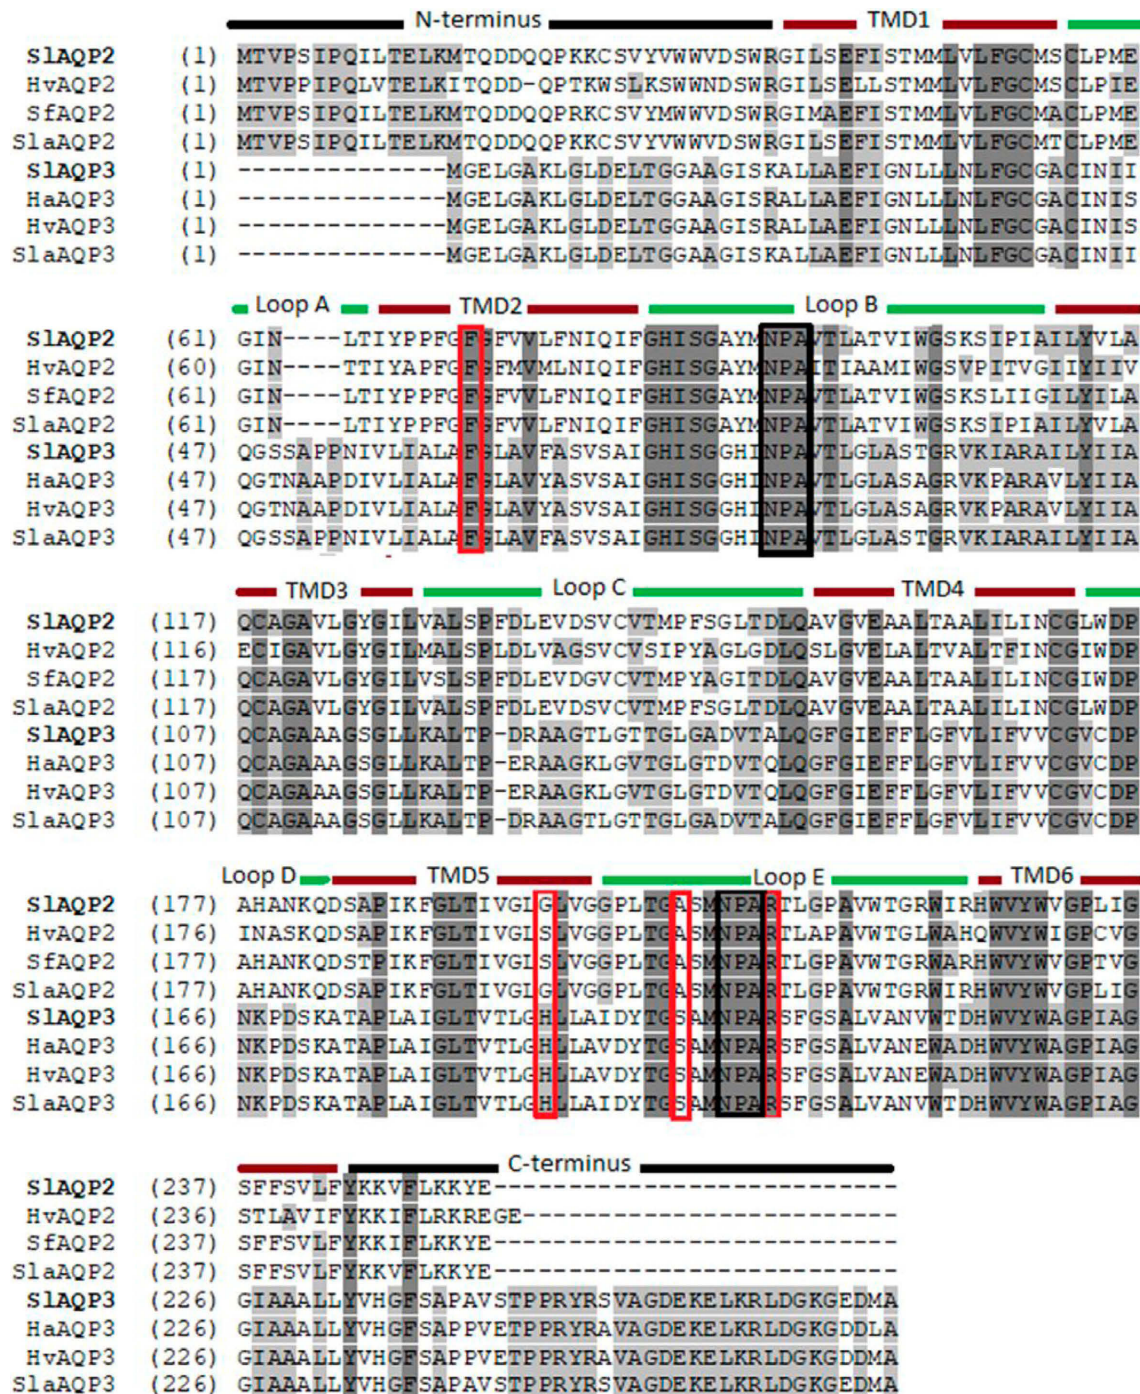 N-terminus TMD1
SlAQP2 (1) MTVPSIPQILTELKMTQDDQQPKKCSVYVWWVDSWRGILSEFISTMMLVLFGCMSCLPME
HvAQP2 (1) MTVPPIPQLVTELKITQDD-QPTKWSLKSWWNDSWRGILSELLSTMMLVLFGCMSCLPIE
SfAQP2 (1) MTVPSIPQILTELKMTQDDQQPRKCSVYMWWVDSWRGIMAEFISTMMLVLFGCMACLPME
SlaAQP2 (1) MTVPSIPQILTELKMTQDDQQPKKCSVYVWWVDSWRGILSEFISTMMLVLFGCMTCLPME
SlAQP3 (1) --------------MGELGAKLGLDELTGGAAGISKALLAEFIGNLLLNLFGCGACINII
HaAQP3 (1) --------------MGELGAKLGLDELTGGAAGISRALLAEFIGNLLLNLFGCGACINIS
HvAQP3 (1) --------------MGELGAKLGLDELTGGAAGISRALLAEFIGNLLLNLFGCGACINIS
SlaAQP3 (1) --------------MGELGAKLGLDELTGGAAGISKALLAEFIGNLLLNLFGCGACINII
Loop A TMD2 Loop B
SlAQP2 (61) GIN----LTIYPPFGFGFVVLFNIQIFGHISGAYMNPAVTLATVIWGSKSIPIAILYVLA
HvAQP2 (60) GIN----TTIYAPFGFGFMVMLNIQIFGHISGAYMNPAITIAAMIWGSVPITVGIIYIIV
SfAQP2 (61) GIN----LTIYPPFGFGFVVLFNIQIFGHISGAYMNPAVTLATVIWGSKSLIIGILYILA
SlaAQP2 (61) GIN----LTIYPPFGFGFVVLFNIQIFGHISGAYMNPAVTLATVIWGSKSIPIAILYVLA
SlAQP3 (47) QGSSAPPNIVLIALAFGLAVFASVSAIGHISGGHINPAVTLGLASTGRVKIARAILYIIA
HaAQP3 (47) QGTNAAPDIVLIALAFGLAVYASVSAIGHISGGHINPAVTLGLASAGRVKPARAVLYIIA
HvAQP3 (47) QGTNAAPDIVLIALAFGLAVYASVSAIGHISGGHINPAVTLGLASAGRVKPARAVLYIIA
SlaAQP3 (47) QGSSAPPNIVLIALAFGLAVFASVSAIGHISGGHINPAVTLGLASTGRVKIARAILYIIA
TMD3 Loop C TMD4
SlAQP2 (117) QCAGAVLGYGILVALSPFDLEVDSVCVTMPFSGLTDLQAVGVEAALTAALILINCGLWDP
HvAQP2 (116) ECIGAVLGYGILMALSPLDLVAGSVCVSIPYAGLGDLQSLGVELALTVALTFINCGIWDP
SfAQP2 (117) QCAGAVLGYGILVSLSPFDLEVDGVCVTMPYAGITDLQAVGVEAALTAALILINCGIWDP
SlaAQP2 (117) QCAGAVLGYGILVALSPFDLEVDSVCVTMPFSGLTDLQAVGVEAALTAALILINCGLWDP
SlAQP3 (107) QCAGAAAGSGLLKALTP-DRAAGTLGTTGLGADVTALQGFGIEFFLGFVLIFVVCGVCDP
HaAQP3 (107) QCAGAAAGSGLLKALTP-ERAAGKLGVTGLGTDVTQLQGFGIEFFLGFVLIFVVCGVCDP
HvAQP3 (107) QCAGAAAGSGLLKALTP-ERAAGKLGVTGLGTDVTQLQGFGIEFFLGFVLIFVVCGVCDP
SlaAQP3 (107) QCAGAAAGSGLLKALTP-DRAAGTLGTTGLGADVTALQGFGIEFFLGFVLIFVVCGVCDP
Loop D TMD5 Loop E TMD6
SlAQP2 (177) AHANKQDSAPIKFGLTIVGLGLVGGPLTGASMNPARTLGPAVWTGRWIRHWVYWVGPLIG
HvAQP2 (176) INASKQDSAPIKFGLTIVGLSLVGGPLTGASMNPARTLAPAVWTGLWAHQWVYWIGPCVG
SfAQP2 (177) AHANKQDSTPIKFGLTIVGLSLVGGPLTGASMNPARTLGPAVWTGRWARHWVYWVGPTVG
SlaAQP2 (177) AHANKQDSAPIKFGLTIVGLGLVGGPLTGASMNPARTLGPAVWTGRWIRHWVYWVGPLIG
SlAQP3 (166) NKPDSKATAPLAIGLTVTLGHLLAIDYTGSAMNPARSFGSALVANVWTDHWVYWAGPIAG
HaAQP3 (166) NKPDSKATAPLAIGLTVTLGHLLAVDYTGSAMNPARSFGSALVANEWADHWVYWAGPIAG
HvAQP3 (166) NKPDSKATAPLAIGLTVTLGHLLAVDYTGSAMNPARSFGSALVANEWADHWVYWAGPIAG
SlaAQP3 (166) NKPDSKATAPLAIGLTVTLGHLLAIDYTGSAMNPARSFGSALVANVWTDHWVYWAGPIAG
C-terminus
SlAQP2 (237) SFFSVLFYKKVFLKKYE----------------------------
HvAQP2 (236) STLAVIFYKKIFLRKREGE--------------------------
SfAQP2 (237) SFFSVLFYKKIFLKKYE----------------------------
SlaAQP2 (237) SFFSVLFYKKVFLKKYE----------------------------
SlAQP3 (226) GIAAALLYVHGFSAPAVSTPPRYRSVAGDEKELKRLDGKGEDMA
HaAQP3 (226) GIAAALLYVHGFSAPPVETPPRYRAVAGDEKELKRLDGKGDDLA
HvAQP3 (226) GIAAALLYVHGFSAPPVETPPRYRAVAGDEKELKRLDGKGDDMA
SlaAQP3 (226) GIAAALLYVHGFSAPAVSTPPRYRSVAGDEKELKRLDGKGEDMA